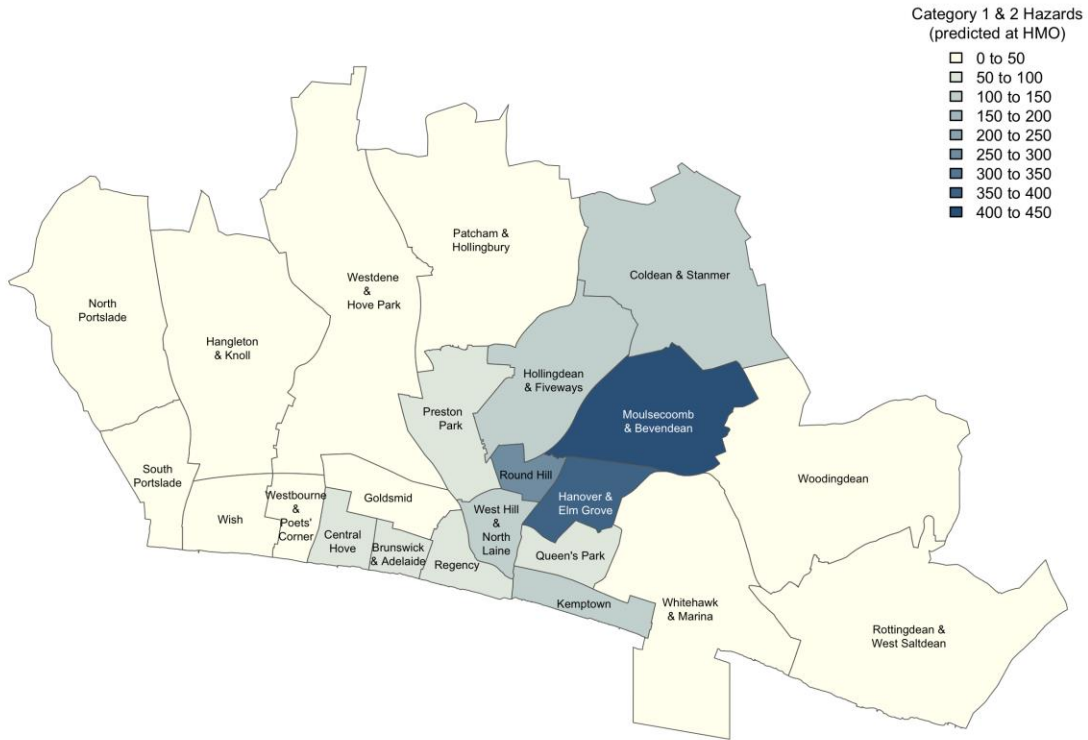 Category 1 & 2 Hazards
(predicted at HMO)
0 to 50
50 to 100
100 to 150
150 to 200
200 to 250
250 to 300
300 to 350
350 to 400
400 to 450
Patcham &
Hollingbury
Coldean & Stanmer
Westdene
&
Hove Park
North
Portslade
Hangleton
& Knoll
Hollingdean
& Fiveways
Preston
Park
Moulsecoomb
& Bevendean
South
Portslade
Round Hill
Woodingdean
Goldsmid
Westbourne
&
Poets'
Corner
Wish
Hanover &
Elm Grove
West Hill
&
North
Laine
Central
Hove
Brunswick
& Adelaide
Regency
Queen's Park
Kemptown
Whitehawk
& Marina
Rottingdean &
West Saltdean